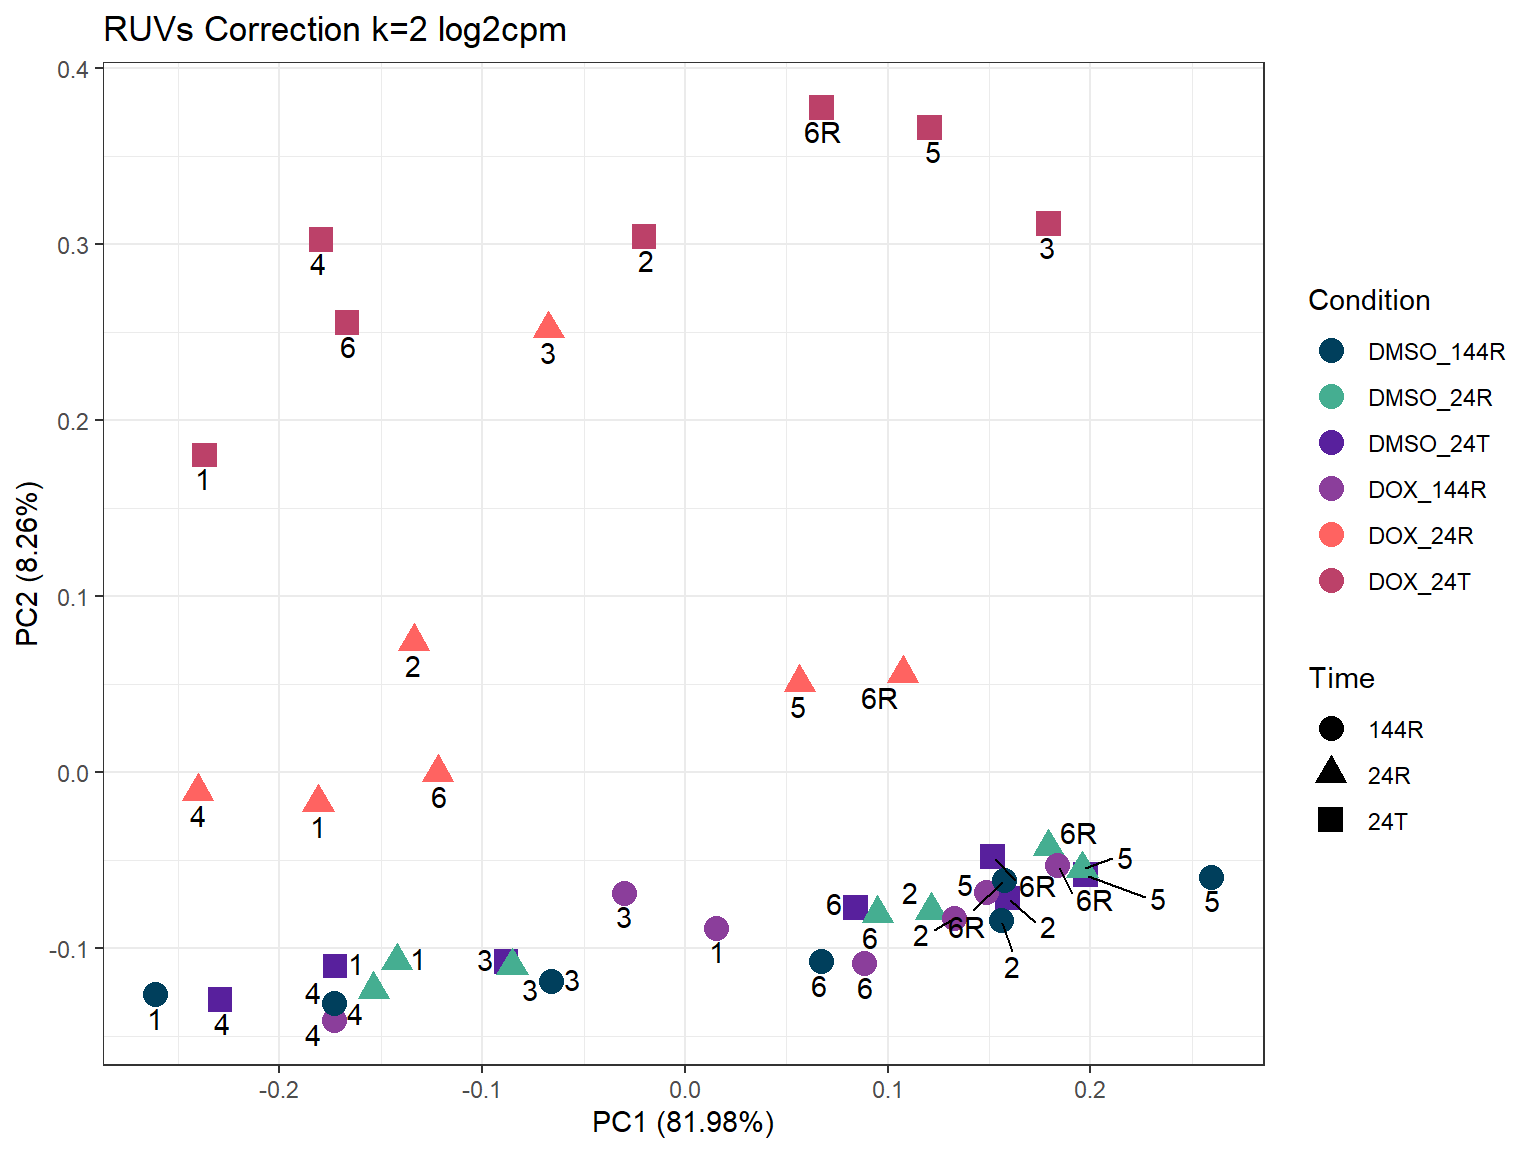 RUVs Correction k=2 log2cpm
0.4
0.3
0.2
0.1
0.0
-0.1
PC2 (8.26%)
6R
5
3
4
2
6
3
1
2
5
6R
4
1
6
6R
5
5
6R
6R
5
2
6
6
2
6R
2
2
3
1
6
6
1
1
3
3
3
4
4
4
4
1
-0.2
-0.1
0.0
0.1
0.2
PC1 (81.98%)
Condition
DMSO_144R
DMSO_24R
DMSO_24T
DOX_144R
DOX_24R
DOX_24T
Time
144R
24R
24T